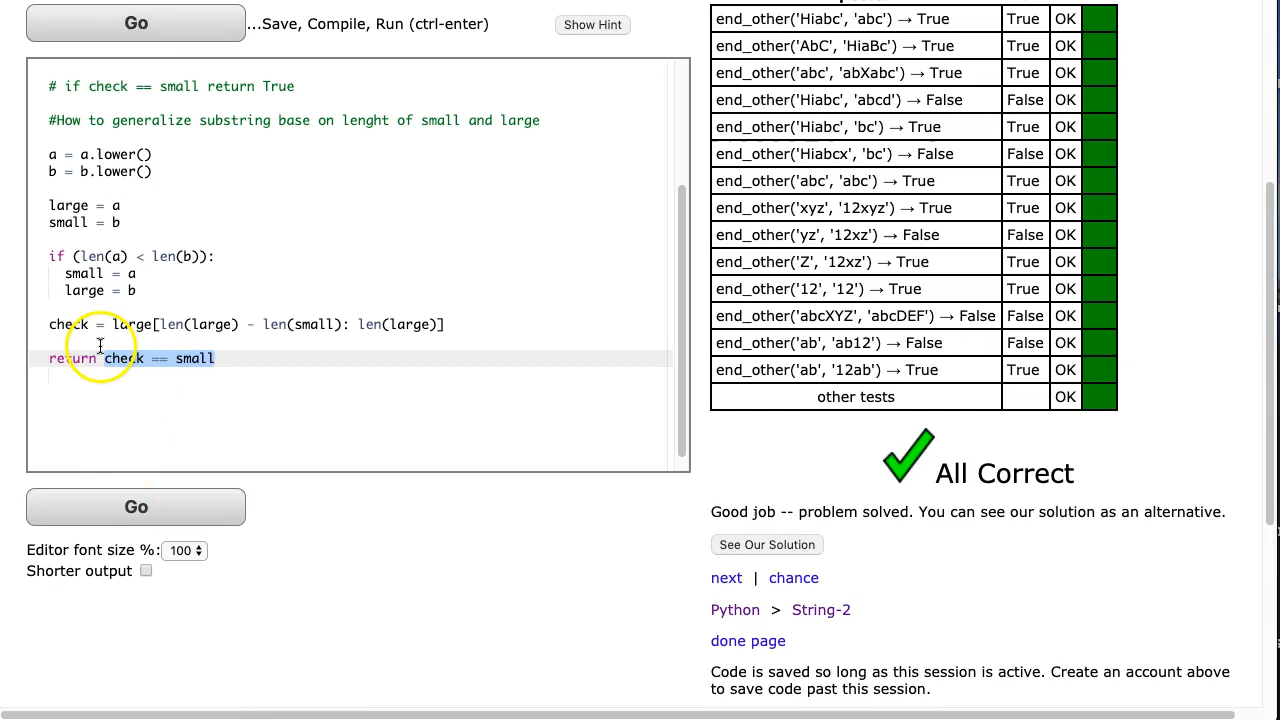 Go
...Save, Compile, Run (ctrl-enter)
Show Hint
# if check == small return True
#How to generalize substring base on lenght of small and large
a = a.lower()
b = b.lower()
large = a
small = b
if (len(a) < len(b)):
small = a
large = b
check = large[len(large) - len(small): len(large)]
return check == small
Go
Editor font size %: 100
Shorter output
end_other('Hiabc', 'abc') → True True OK
end_other('AbC', 'HiaBc') → True True OK
end_other('abc', 'abXabc') → True True OK
end_other('Hiabc', 'abcd') → False False OK
end_other('Hiabc', 'bc') → True True OK
end_other('Hiabcx', 'bc') → False False OK
end_other('abc', 'abc') → True True OK
end_other('xyz', '12xyz') → True True OK
end_other('yz', '12xz') → False False OK
end_other('Z', '12xz') → True True OK
end_other('12', '12') → True True OK
end_other('abcXYZ', 'abcDEF') → False False OK
end_other('ab', 'ab12') → False False OK
end_other('ab', '12ab') → True True OK
other tests OK
All Correct
Good job -- problem solved. You can see our solution as an alternative.
See Our Solution
next | chance
Python > String-2
done page
Code is saved so long as this session is active. Create an account above
to save code past this session.